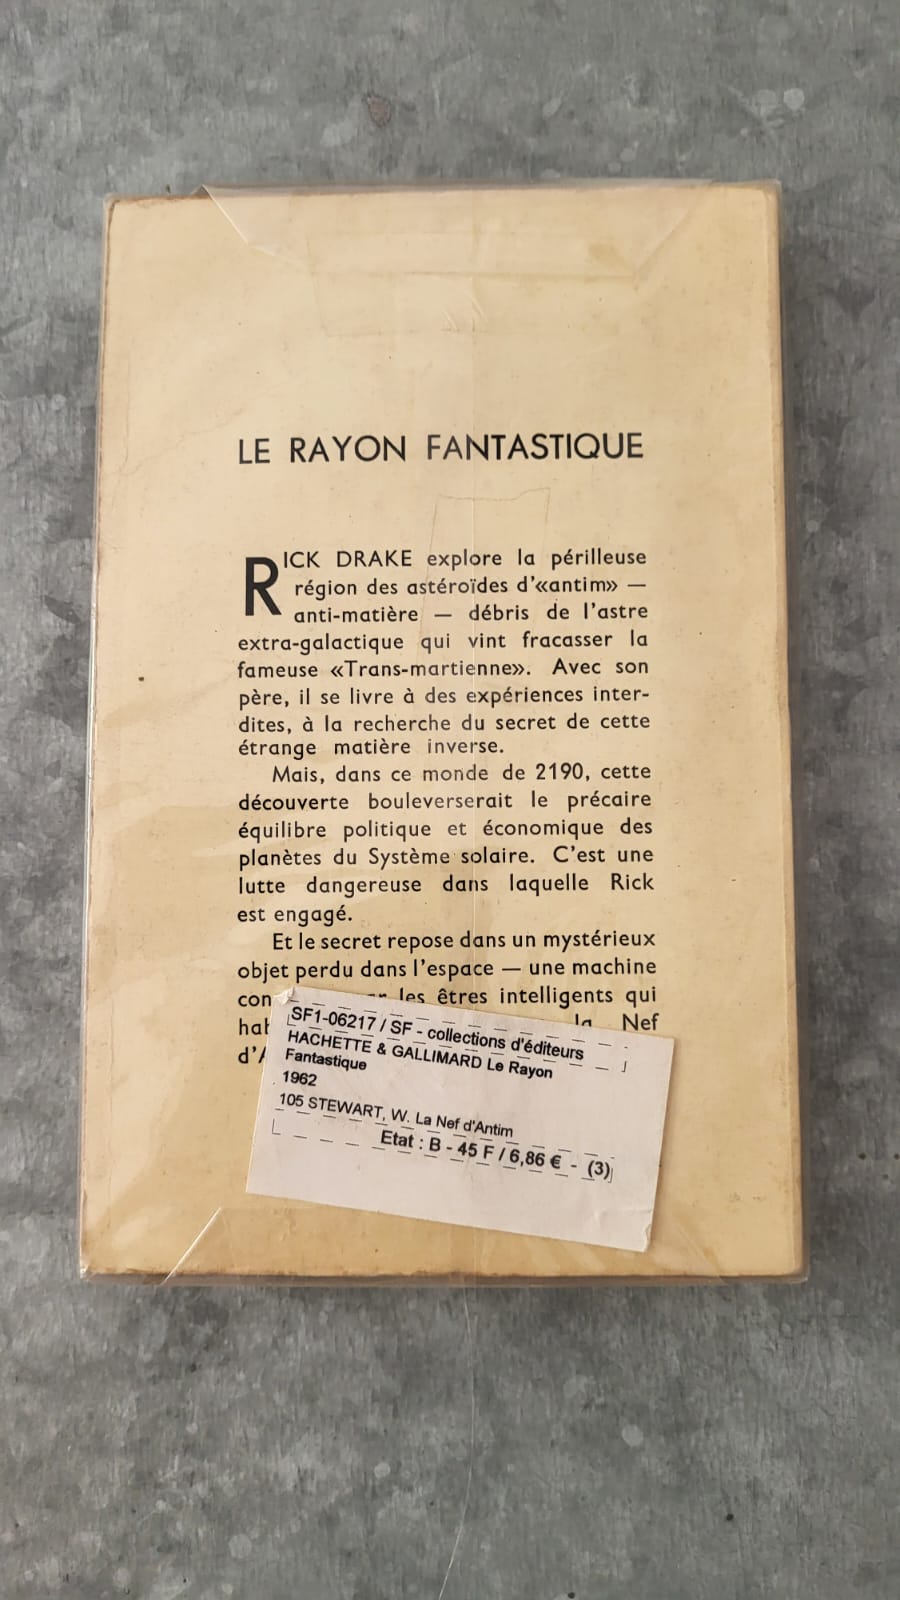 LE RAYON FANTASTIQUE
RICK DRAKE explore la périlleuse
région des astéroïdes d'«antim» —
anti-matière — débris de l'astre
extra-galactique qui vint fracasser la
fameuse «Trans-martienne». Avec son
père, il se livre à des expériences inter-
dites, à la recherche du secret de cette
étrange matière inverse.
Mais, dans ce monde de 2190, cette
découverte bouleverserait le précaire
équilibre politique et économique des
planètes du Système solaire. C'est une
lutte dangereuse dans laquelle Rick
est engagé.
Et le secret repose dans un mystérieux
objet perdu dans l'espace — une machine
les êtres intelligents qui
la Nef
SF1-06217 / SF - collections d'éditeurs
HACHETTE & GALLIMARD Le Rayon
Fantastique
1962
105 STEWART, W. La Nef d'Antim
Etat : B - 45 F / 6,86 € - (3)